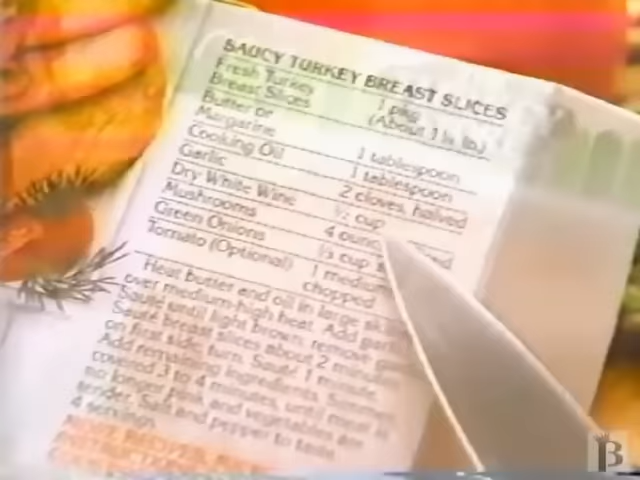 SAUCY TURKEY BREAST SLICES
Fresh Turkey
Breast Slices 1 pkg
(About 1 ¼ lb.)
Butter or
Margarine 1 tablespoon
Cooking Oil 1 tablespoon
Garlic 2 cloves, halved
Dry White Wine ½ cup
Mushrooms 4
Green Onions cup
Tomato (Optional) 1
chopped
Heat butter and oil in large
over medium-high heat. Add
Sauté until light brown, remove
Sauté breast slices about 2
on first side, turn. Sauté 1 minute.
Add remaining ingredients. Simmer,
covered 3 to 4 minutes, until meat is
no longer pink and vegetables are
tender. Salt and pepper to taste.
4 servings.
B